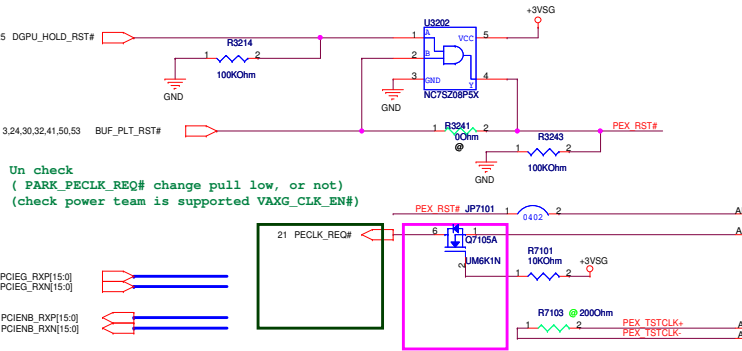 +3VSG
5 DGPU_HOLD_RST#
U3202
1 A
VCC 5
R3214
1 2
100KOhm
GND
2 B
3 GND
Y 4
NC7SZ08P5X
GND
3,24,30,32,41,50,53 BUF_PLT_RST#
R3241
1 2
0Ohm
@
PEX_RST#
R3243
1 2
100KOhm
GND
Un check
( PARK_PECLK_REQ# change pull low, or not)
(check power team is supported VAXG_CLK_EN#)
PEX_RST#
JP7101
1 2
0402
A
21 PECLK_REQ#
6 1
A
Q7105A
UM6K1N
2
R7101
10KOhm
1 2
+3VSG
PCIEG_RXP[15:0]
PCIEG_RXN[15:0]
PCIENB_RXP[15:0]
PCIENB_RXN[15:0]
R7103 @ 200Ohm
1 2
PEX_TSTCLK+
A
PEX_TSTCLK-
A